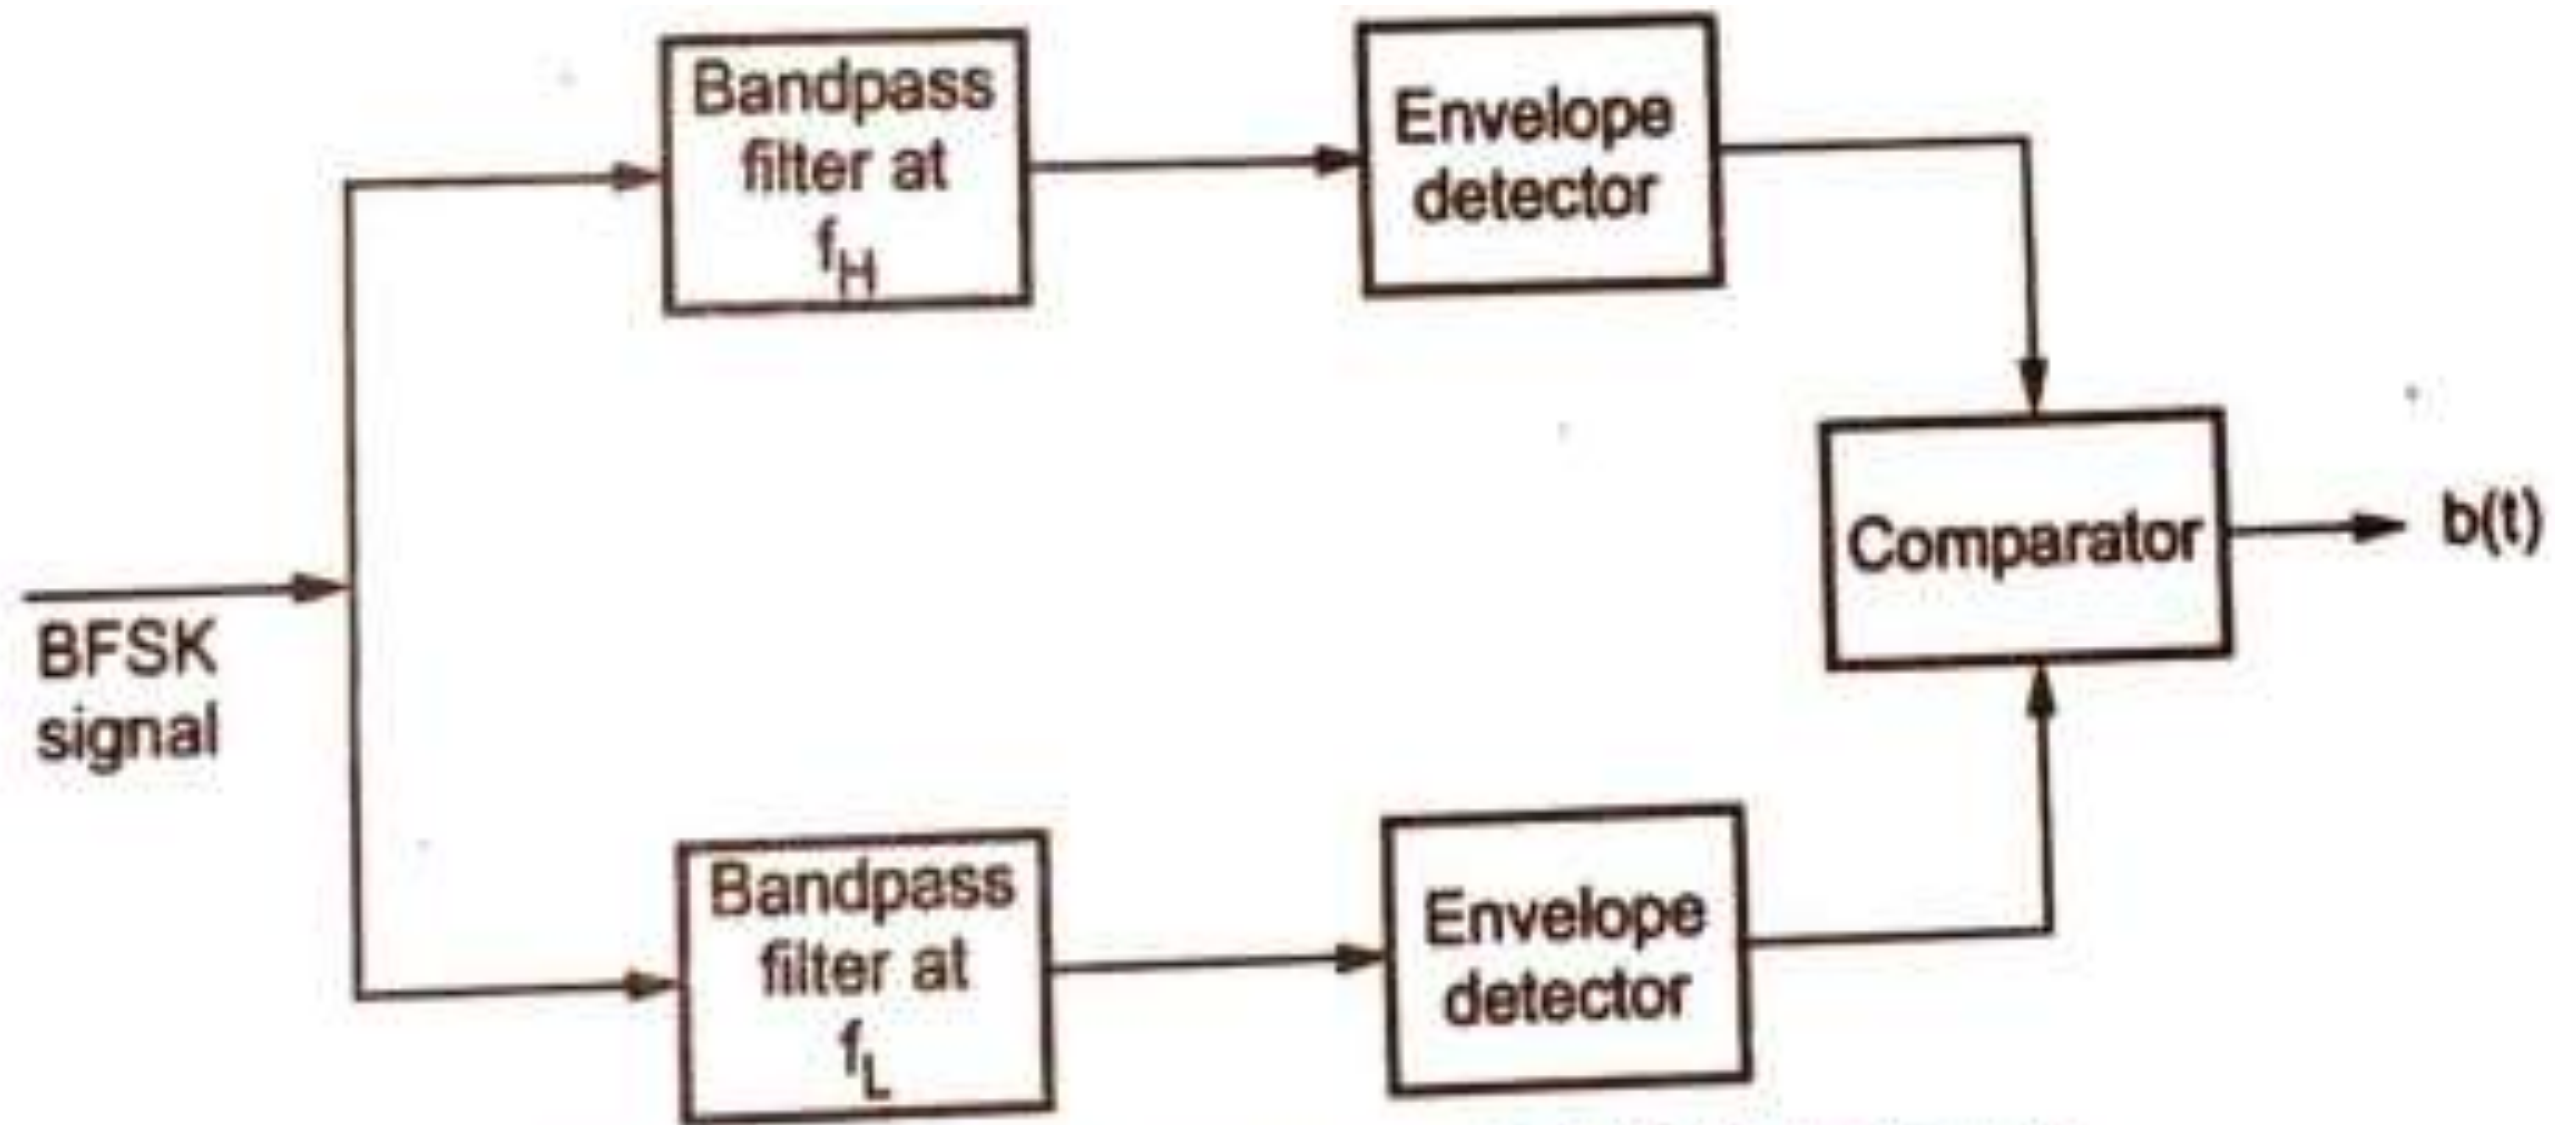 Bandpass
filter at
fH
Envelope
detector
BFSK
signal
Comparator
b(t)
Bandpass
filter at
fL
Envelope
detector